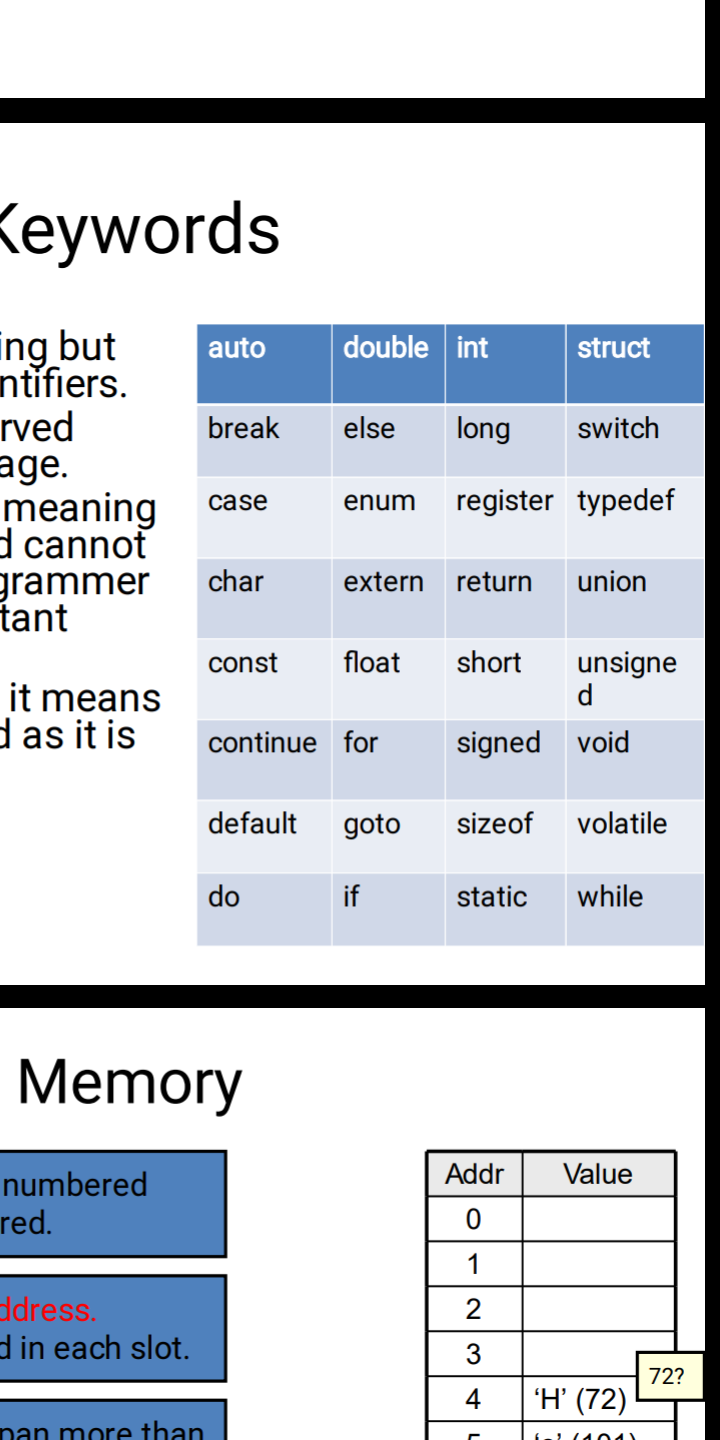 Keywords
ing but
ntifiers.
rved
age.
meaning
d cannot
grammer
tant
it means
d as it is
auto double int struct
break else long switch
case enum register typedef
char extern return union
const float short unsigne
d
continue for signed void
default goto sizeof volatile
do if static while
Memory
numbered
red.
ddress.
d in each slot.
pan more than
Addr Value
0
1
2
3
72?
4 ‘H’ (72)